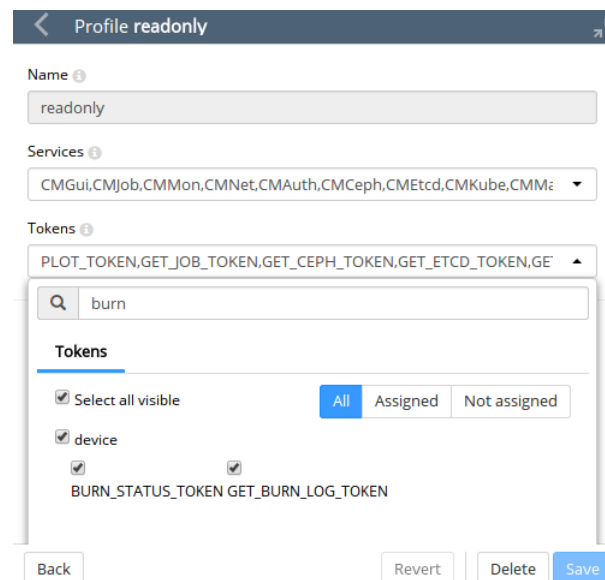 Profile readonly
Name
readonly
Services
CMGui,CMJob,CMMon,CMNet,CMAuth,CMCeph,CMEtcd,CMKube,CMMa
Tokens
PLOT_TOKEN,GET_JOB_TOKEN,GET_CEPH_TOKEN,GET_ETCD_TOKEN,GET
burn
Tokens
Select all visible All Assigned Not assigned
device
BURN_STATUS_TOKEN GET_BURN_LOG_TOKEN
Back Revert Delete Save